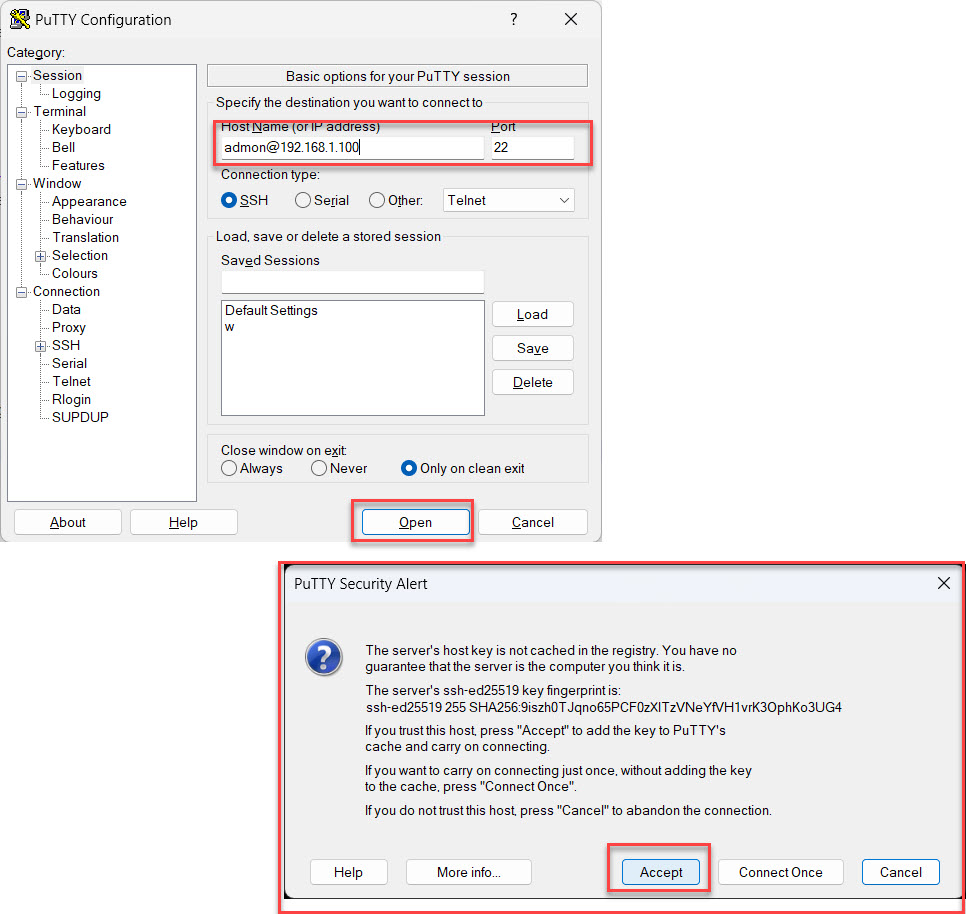 PuTTY Configuration
?
Category:
Session
Logging
Terminal
Keyboard
Bell
Features
Window
Appearance
Behaviour
Translation
Selection
Colours
Connection
Data
Proxy
SSH
Serial
Telnet
Rlogin
SUPDUP
Basic options for your PuTTY session
Specify the destination you want to connect to
Host Name (or IP address) Port
admon@192.168.1.100 22
Connection type:
SSH Serial Other: Telnet
Load, save or delete a stored session
Saved Sessions
Default Settings
w
Load
Save
Delete
Close window on exit:
Always Never Only on clean exit
About Help Open Cancel
PuTTY Security Alert
The server's host key is not cached in the registry. You have no
guarantee that the server is the computer you think it is.
The server's ssh-ed25519 key fingerprint is:
ssh-ed25519 255 SHA256:9iszh0TJqno65PCF0zXITzVNeYfVH1vrK3OphKo3UG4
If you trust this host, press "Accept" to add the key to PuTTY's
cache and carry on connecting.
If you want to carry on connecting just once, without adding the key
to the cache, press "Connect Once".
If you do not trust this host, press "Cancel" to abandon the connection.
Help More info... Accept Connect Once Cancel